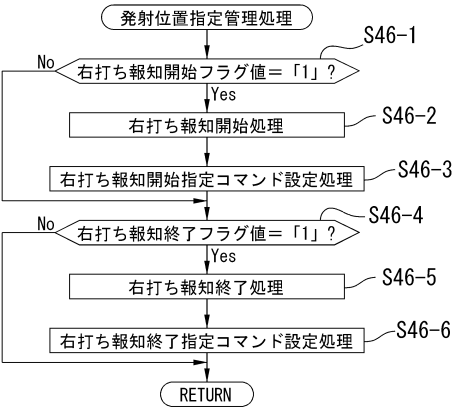 発射位置指定管理処理
S46-1
No
右打ち報知開始フラグ値=「1」?
Yes
S46-2
右打ち報知開始処理
S46-3
右打ち報知開始指定コマンド設定処理
S46-4
No
右打ち報知終了フラグ値=「1」?
Yes
S46-5
右打ち報知終了処理
S46-6
右打ち報知終了指定コマンド設定処理
RETURN